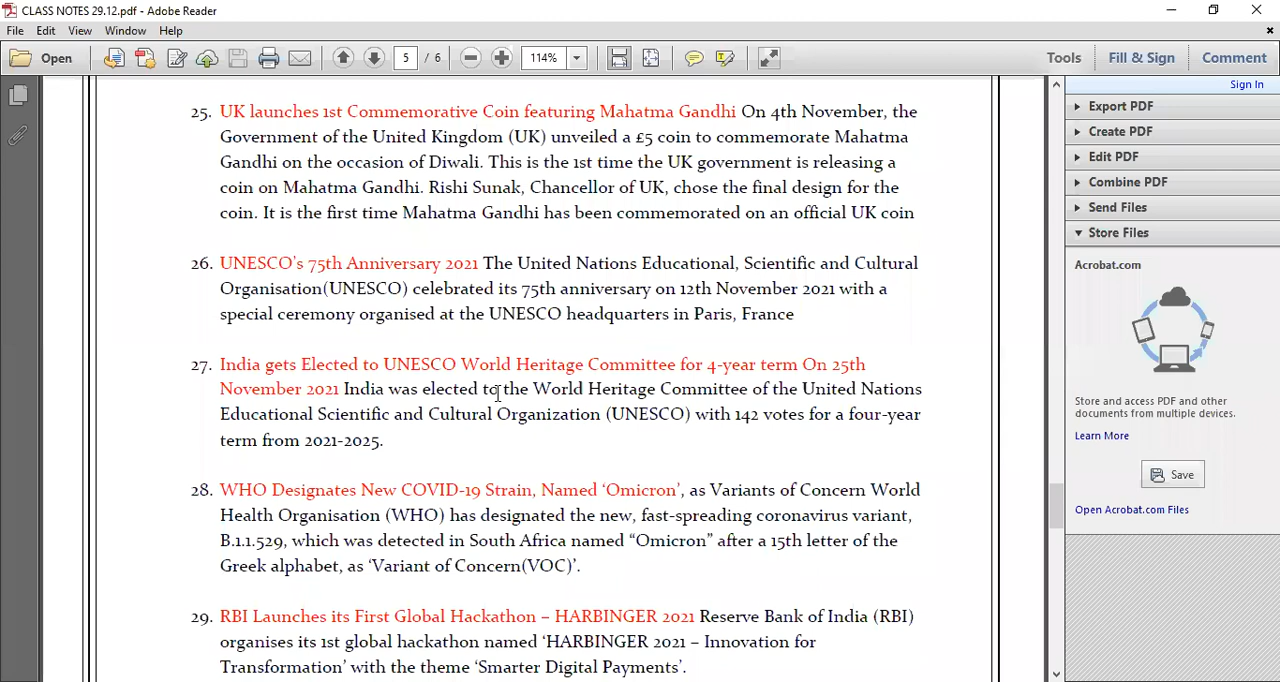 CLASS NOTES 29.12.pdf - Adobe Reader
File Edit View Window Help
Open 5 / 6 114% Tools Fill & Sign Comment
Sign In
Export PDF
Create PDF
Edit PDF
Combine PDF
Send Files
Store Files
Acrobat.com
Store and access PDF and other
documents from multiple devices.
Learn More
Save
Open Acrobat.com Files
25. UK launches 1st Commemorative Coin featuring Mahatma Gandhi On 4th November, the
Government of the United Kingdom (UK) unveiled a £5 coin to commemorate Mahatma
Gandhi on the occasion of Diwali. This is the 1st time the UK government is releasing a
coin on Mahatma Gandhi. Rishi Sunak, Chancellor of UK, chose the final design for the
coin. It is the first time Mahatma Gandhi has been commemorated on an official UK coin
26. UNESCO's 75th Anniversary 2021 The United Nations Educational, Scientific and Cultural
Organisation(UNESCO) celebrated its 75th anniversary on 12th November 2021 with a
special ceremony organised at the UNESCO headquarters in Paris, France
27. India gets Elected to UNESCO World Heritage Committee for 4-year term On 25th
November 2021 India was elected to the World Heritage Committee of the United Nations
Educational Scientific and Cultural Organization (UNESCO) with 142 votes for a four-year
term from 2021-2025.
28. WHO Designates New COVID-19 Strain, Named ‘Omicron’, as Variants of Concern World
Health Organisation (WHO) has designated the new, fast-spreading coronavirus variant,
B.1.1.529, which was detected in South Africa named “Omicron” after a 15th letter of the
Greek alphabet, as ‘Variant of Concern(VOC)’.
29. RBI Launches its First Global Hackathon – HARBINGER 2021 Reserve Bank of India (RBI)
organises its 1st global hackathon named ‘HARBINGER 2021 – Innovation for
Transformation’ with the theme ‘Smarter Digital Payments’.